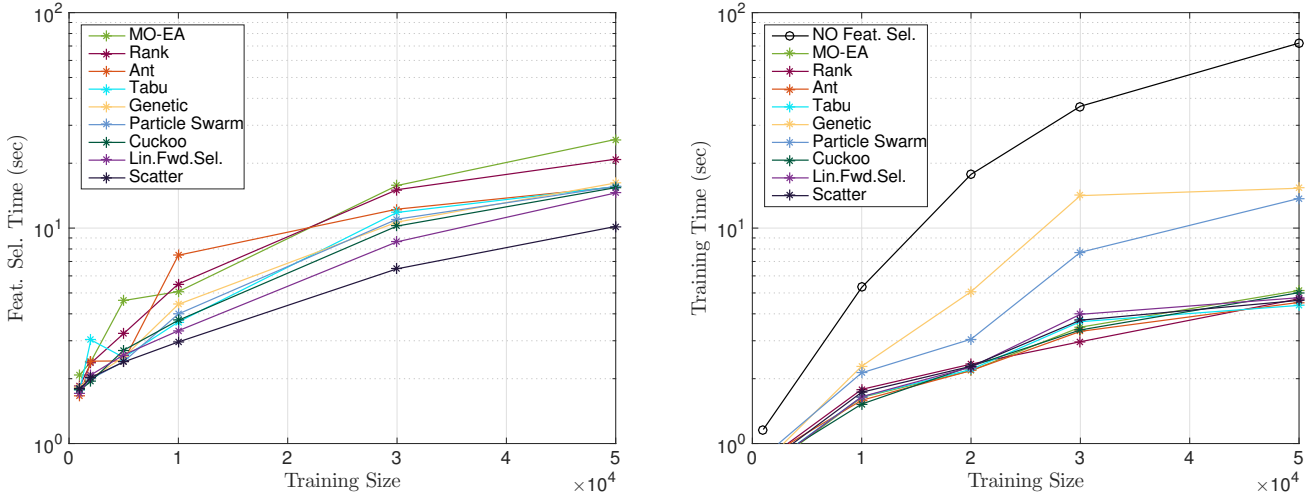 10^2
MO-EA
Rank
Ant
Tabu
Genetic
Particle Swarm
Cuckoo
Lin.Fwd.Sel.
Scatter
10^1
10^0
Feat. Sel. Time (sec)
0 1 2 3 4 5
Training Size
×10^4
10^2
NO Feat. Sel.
MO-EA
Rank
Ant
Tabu
Genetic
Particle Swarm
Cuckoo
Lin.Fwd.Sel.
Scatter
10^1
10^0
Training Time (sec)
0 1 2 3 4 5
Training Size
×10^4